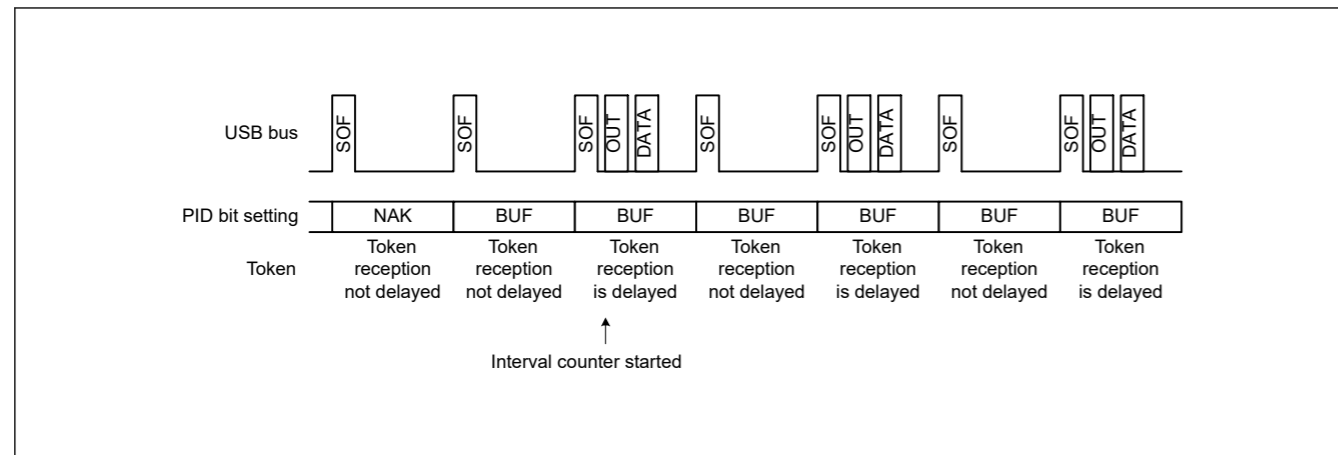 USB bus
SOF SOF SOF OUT DATA SOF SOF OUT DATA SOF SOF OUT DATA
PID bit setting NAK BUF BUF BUF BUF BUF BUF
Token
Token reception not delayed
Token reception not delayed
Token reception is delayed
Token reception not delayed
Token reception is delayed
Token reception not delayed
Token reception is delayed
Interval counter started